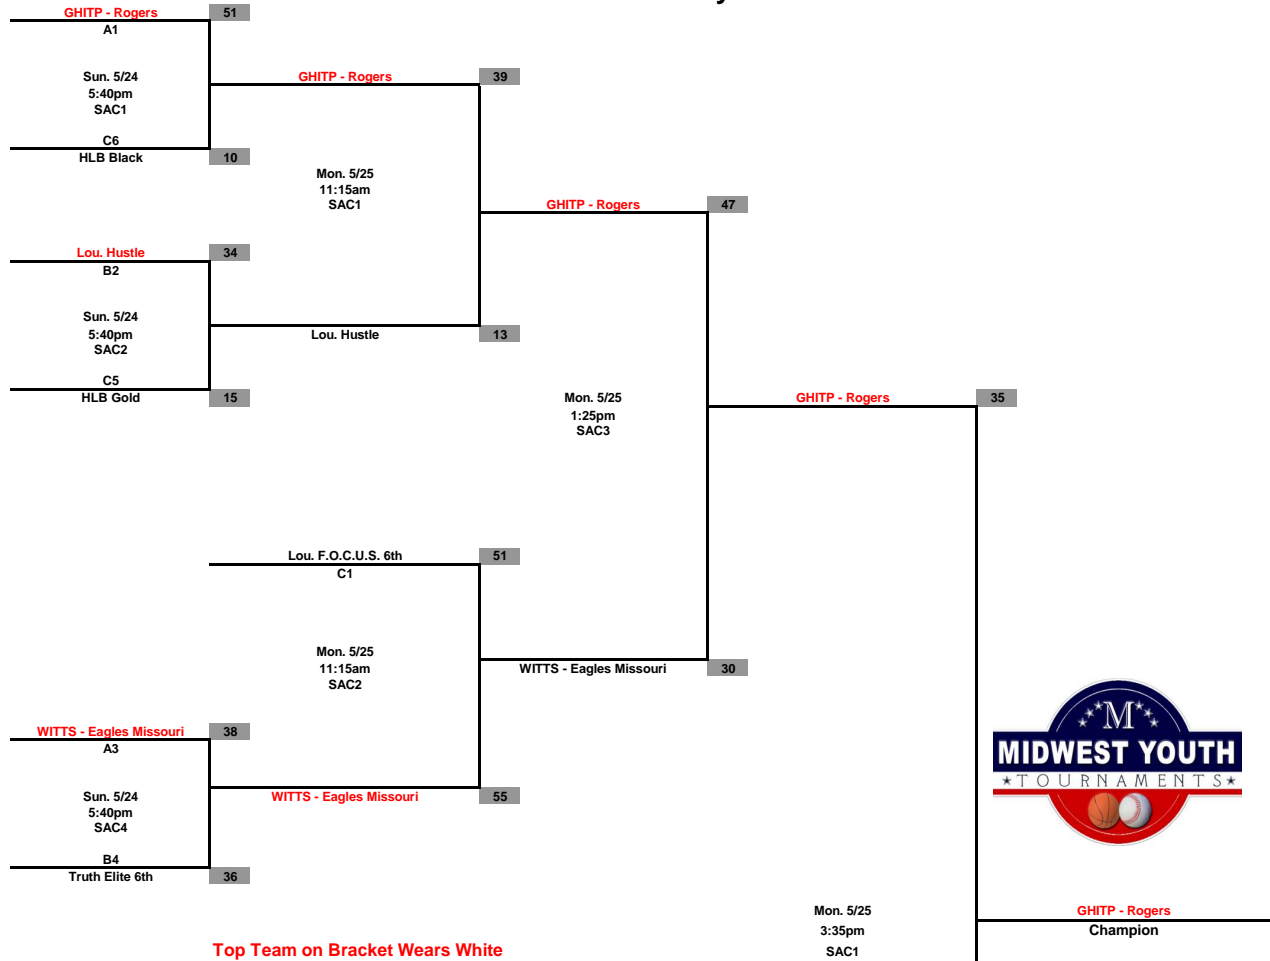 GHITP - Rogers 51
A1
Sun. 5/24
5:40pm
SAC1
C6
HLB Black 10
GHITP - Rogers 39
Mon. 5/25
11:15am
SAC1
Lou. Hustle 34
B2
Sun. 5/24
5:40pm
SAC2
C5
HLB Gold 15
Lou. Hustle 13
GHITP - Rogers 47
Mon. 5/25
1:25pm
SAC3
GHITP - Rogers 35
Lou. F.O.C.U.S. 6th 51
C1
Mon. 5/25
11:15am
SAC2
WITTS - Eagles Missouri 30
WITTS - Eagles Missouri 38
A3
Sun. 5/24
5:40pm
SAC4
B4
Truth Elite 6th 36
WITTS - Eagles Missouri 55
M
MIDWEST YOUTH
TOURNAMENTS
Mon. 5/25
3:35pm
SAC1
GHITP - Rogers
Champion
Top Team on Bracket Wears White